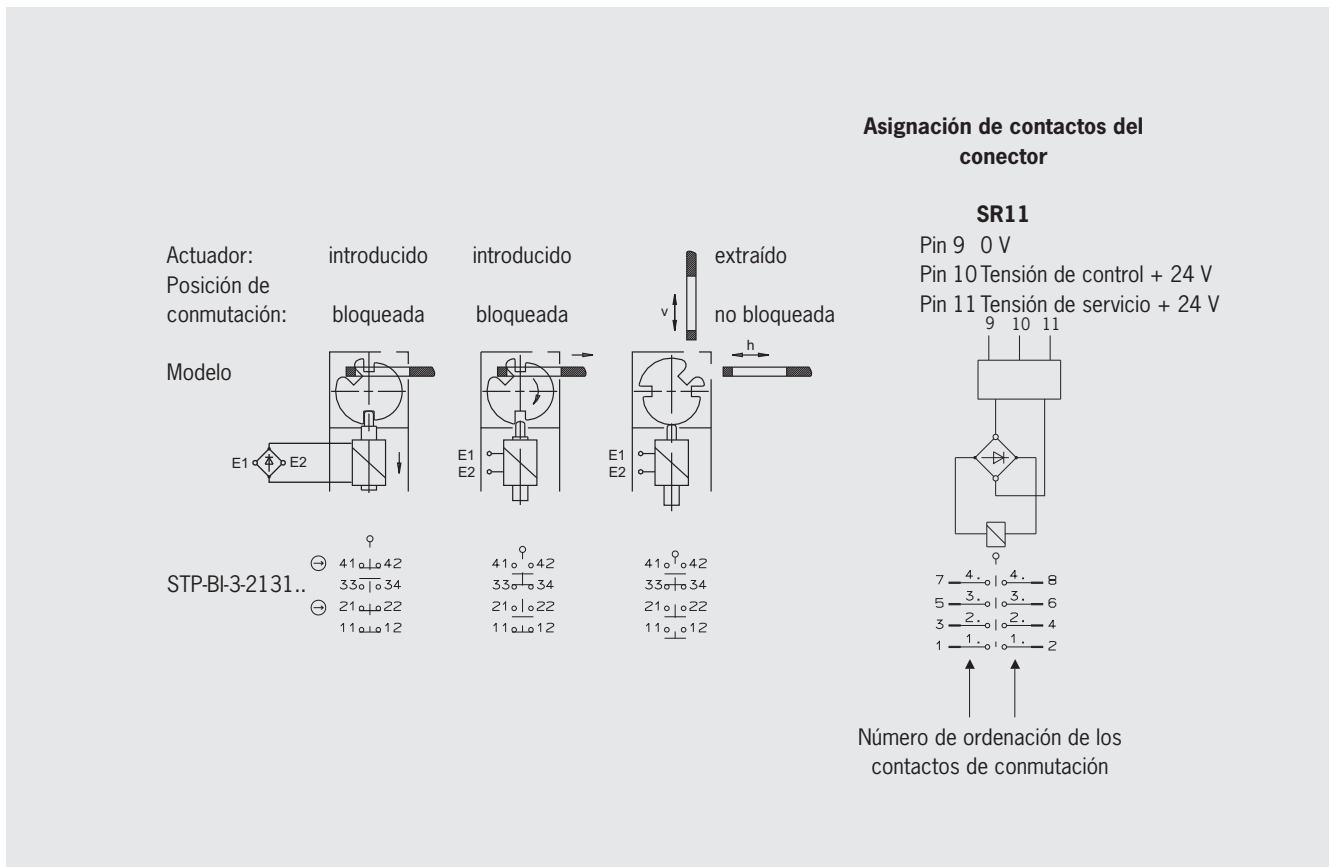 Asignación de contactos del
conector
SR11
Pin 9 0 V
Pin 10 Tensión de control + 24 V
Pin 11 Tensión de servicio + 24 V
9 10 11
Actuador: introducido introducido extraído
Posición de
conmutación: bloqueada bloqueada v no bloqueada
h
Modelo
E1 E2
E1
E2
E1
E2
41 42 41 42 41 42
STP-BI-3-2131.. 33 34 33 34 33 34
21 22 21 22 21 22
11 12 11 12 11 12
7 4. 4. 8
5 3. 3. 6
3 2. 2. 4
1 1. 1. 2
Número de ordenación de los
contactos de conmutación